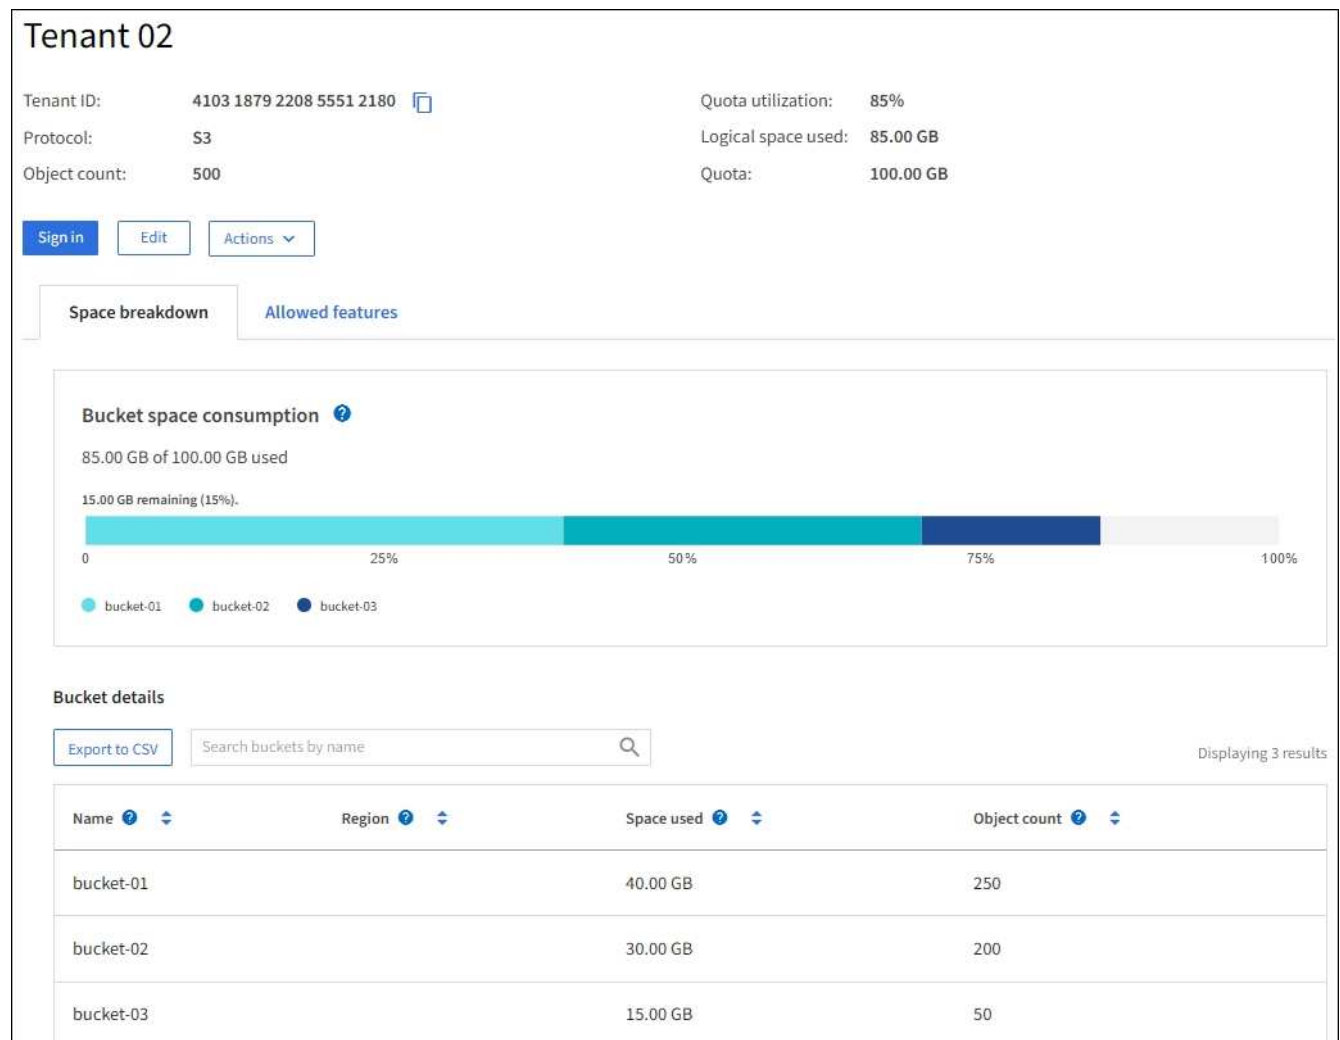 Tenant 02
Tenant ID: 4103 1879 2208 5551 2180
Protocol: S3
Object count: 500
Quota utilization: 85%
Logical space used: 85.00 GB
Quota: 100.00 GB
Sign in Edit Actions
Space breakdown Allowed features
Bucket space consumption
85.00 GB of 100.00 GB used
15.00 GB remaining (15%).
0 25% 50% 75% 100%
bucket-01 bucket-02 bucket-03
Bucket details
Export to CSV Search buckets by name Displaying 3 results
Name Region Space used Object count
bucket-01 40.00 GB 250
bucket-02 30.00 GB 200
bucket-03 15.00 GB 50